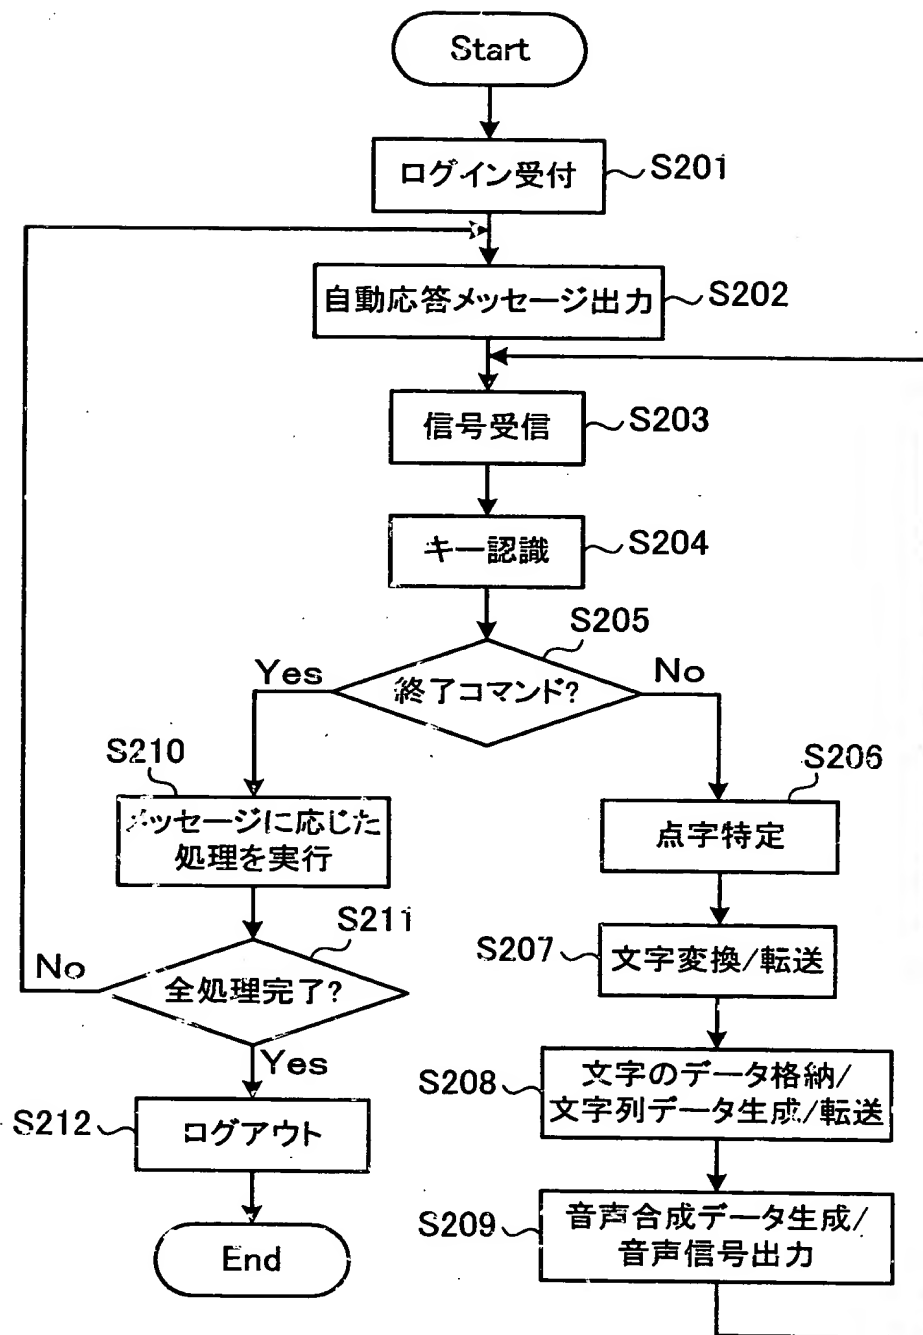 Start
ログイン受付
S201
自動応答メッセージ出力
S202
信号受信
S203
キー認識
S204
S205
Yes
終了コマンド?
No
S210
メッセージに応じた
処理を実行
S206
点字特定
S211
No
全処理完了?
Yes
S207
文字変換/転送
S208
文字のデータ格納/
文字列データ生成/転送
S212
ログアウト
S209
音声合成データ生成/
音声信号出力
End